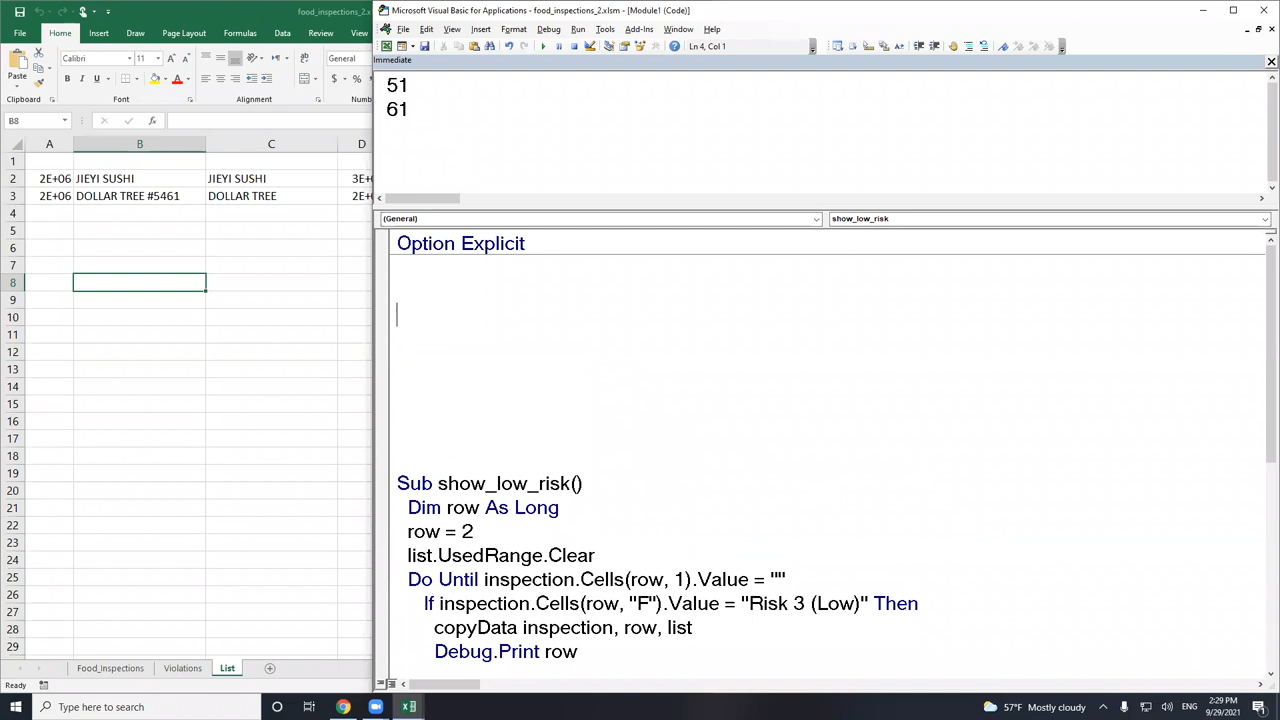 food_inspections_2.x
Microsoft Visual Basic for Applications - food_inspections_2.xlsm - [Module1 (Code)]
File Home Insert Draw Page Layout Formulas Data Review View
File Edit View Insert Format Debug Run Tools Add-Ins Window Help
Ln 4, Col 1
Calibri 11 General
Paste
B I U
Clipboard Font Alignment Numb
Immediate
51
61
B8
fx
A B C D
1
2 2E+06 JIEYI SUSHI JIEYI SUSHI 3E+
3 2E+06 DOLLAR TREE #5461 DOLLAR TREE 2E+
4
5
6
7
8
9
10
11
12
13
14
15
16
17
18
19
20
21
22
23
24
25
26
27
28
29
(General) show_low_risk
Option Explicit
Sub show_low_risk()
Dim row As Long
row = 2
list.UsedRange.Clear
Do Until inspection.Cells(row, 1).Value = ""
If inspection.Cells(row, "F").Value = "Risk 3 (Low)" Then
copyData inspection, row, list
Debug.Print row
Food_Inspections Violations List
Ready
Type here to search
57°F Mostly cloudy ENG
2:29 PM
9/29/2021